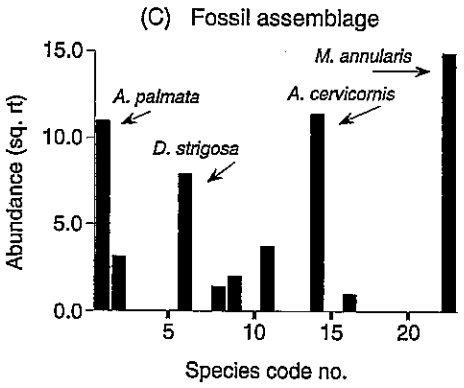 (C) Fossil assemblage
Abundance (sq. rt)
15.0
10.0
5.0
0.0
A. palmata
D. strigosa
M. annularis
A. cervicornis
5
10
15
20
Species code no.